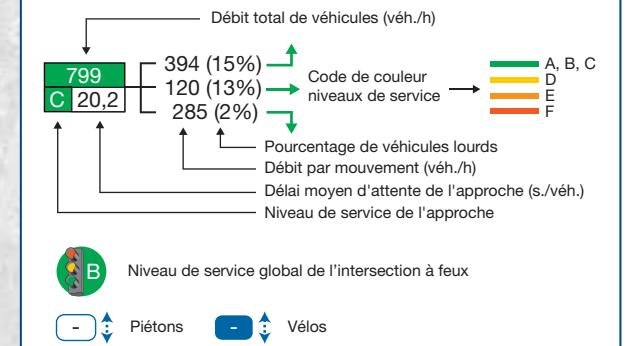 Débit total de véhicules (véh./h)
799
C 20,2
394 (15%)
120 (13%)
285 (2%)
Code de couleur
niveaux de service
A, B, C
D
E
F
Pourcentage de véhicules lourds
Débit par mouvement (véh./h)
Délai moyen d'attente de l'approche (s./véh.)
Niveau de service de l'approche
B
Niveau de service global de l’intersection à feux
- Piétons - Vélos